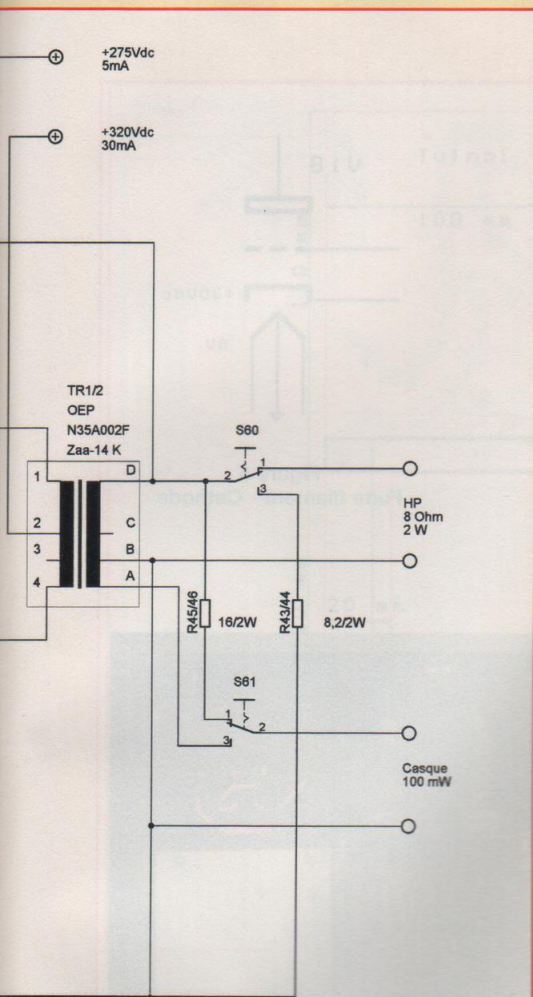 +275Vdc
5mA
+320Vdc
30mA
TR1/2
OEP
N35A002F
Zaa-14 K
1
2
3
4
D
C
B
A
S60
2
1
3
HP
8 Ohm
2 W
R45/46
16/2W
R43/44
8,2/2W
S61
1
2
3
Casque
100 mW